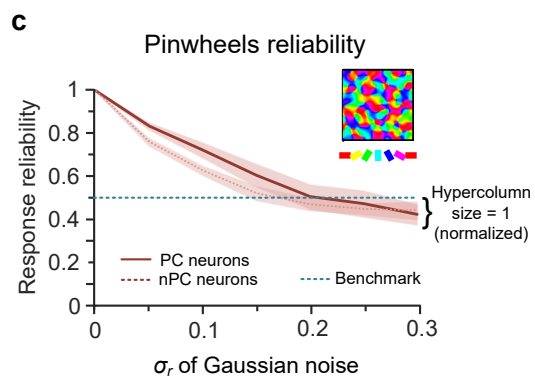 c
Pinwheels reliability
Response reliability
1
0.8
0.6
0.4
0.2
0
0
0.1
0.2
0.3
PC neurons
nPC neurons
Benchmark
Hypercolumn
size = 1
(normalized)
σr of Gaussian noise